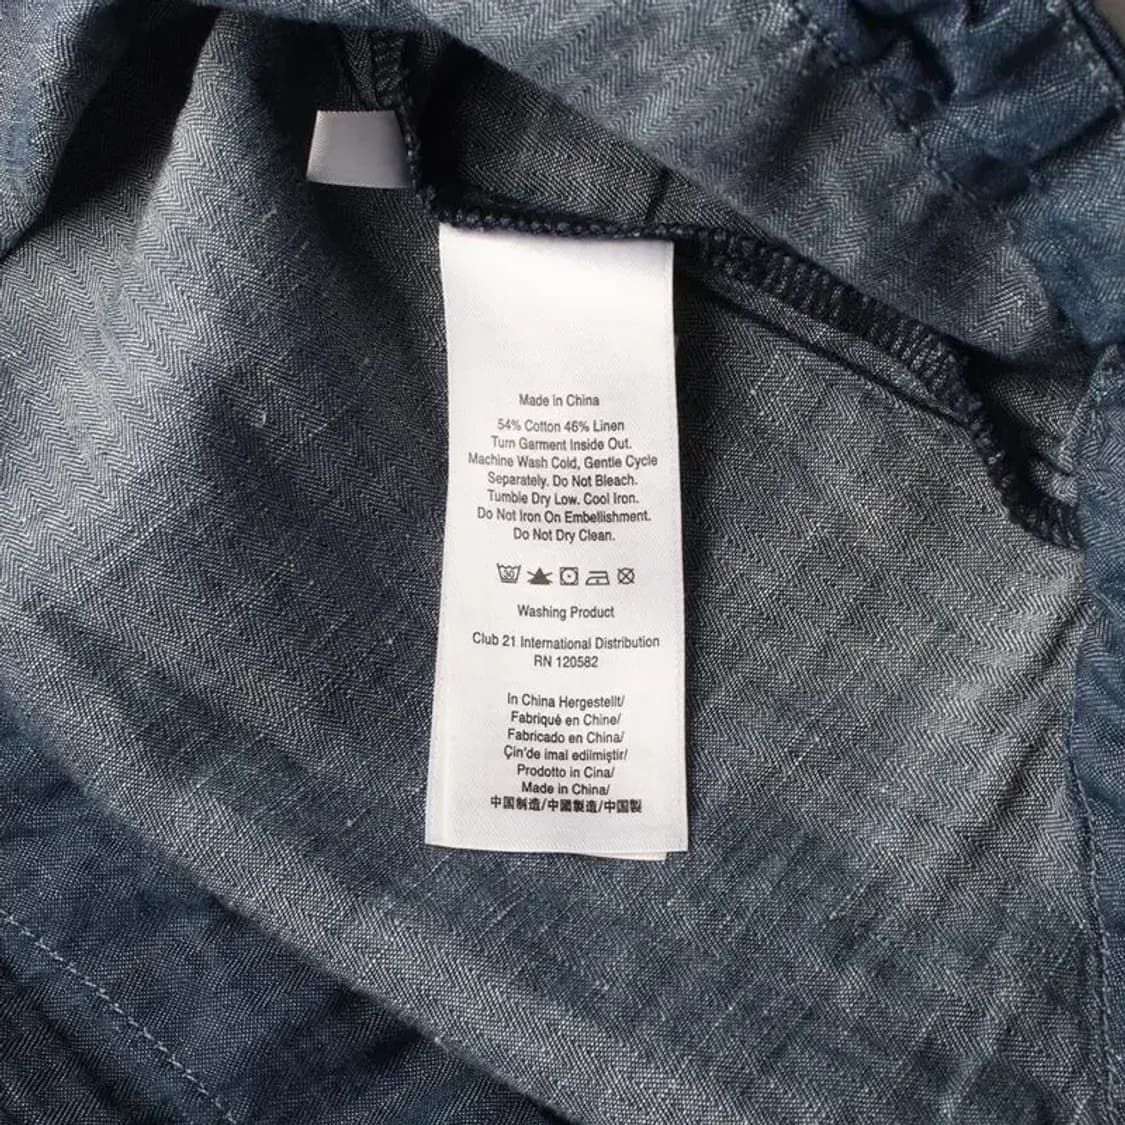 Made in China
54% Cotton 46% Linen
Turn Garment Inside Out.
Machine Wash Cold, Gentle Cycle
Separately. Do Not Bleach.
Tumble Dry Low. Cool Iron.
Do Not Iron On Embellishment.
Do Not Dry Clean.
30
Washing Product
Club 21 International Distribution
RN 120582
In China Hergestellt/
Fabriqué en Chine/
Fabricado en China/
Çin'de imal edilmiştir/
Prodotto in Cina/
Made in China/
中国制造/中國製造/中国製